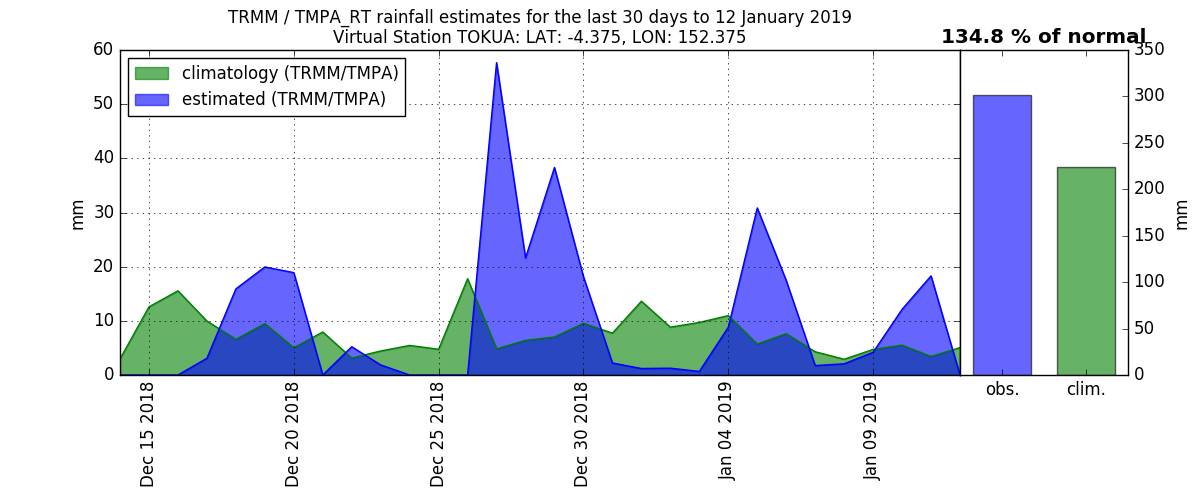 TRMM / TMPA_RT rainfall estimates for the last 30 days to 12 January 2019
Virtual Station TOKUA: LAT: -4.375, LON: 152.375
134.8 % of normal
climatology (TRMM/TMPA)
estimated (TRMM/TMPA)
60
50
40
30
20
10
0
mm
Dec 15 2018
Dec 20 2018
Dec 25 2018
Dec 30 2018
Jan 04 2019
Jan 09 2019
350
300
250
200
150
100
50
0
mm
obs.
clim.